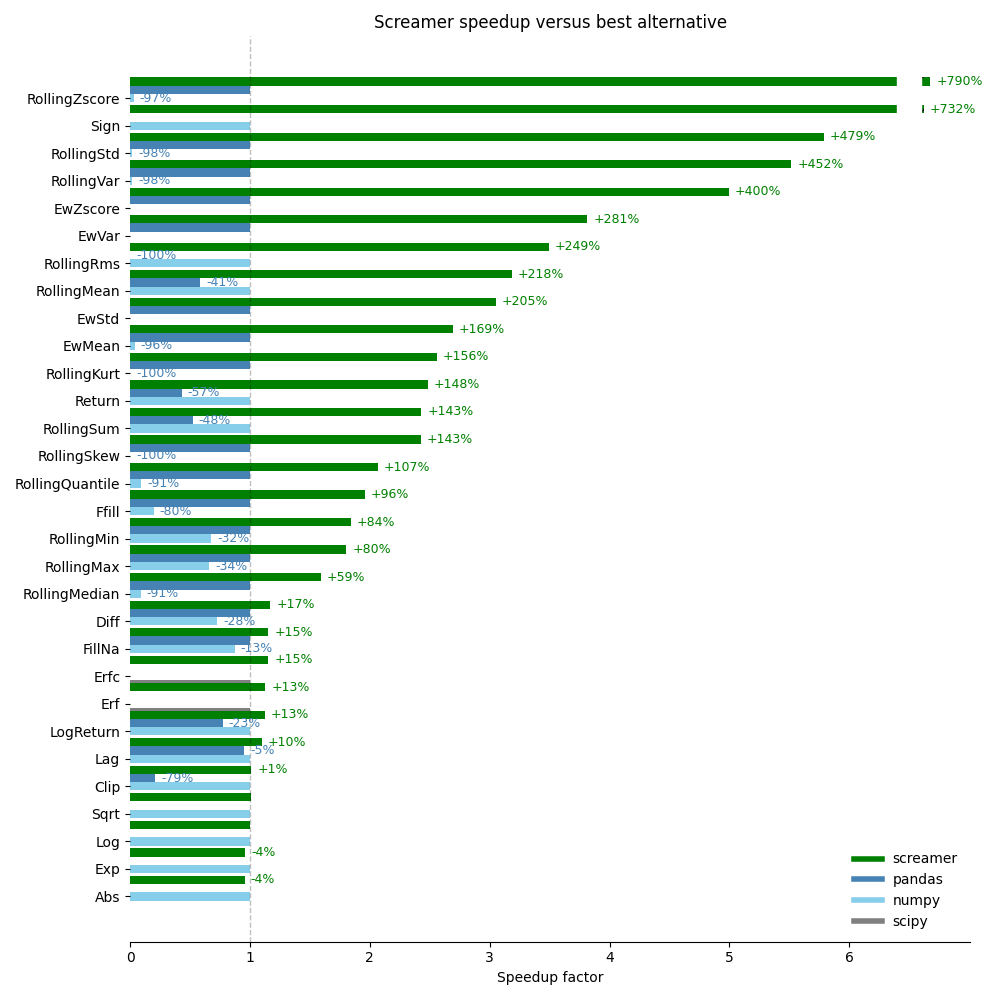 Screamer speedup versus best alternative
+790%
RollingZscore -97%
+732%
Sign
+479%
RollingStd -98%
+452%
RollingVar -98%
+400%
EwZscore
+281%
EwVar
+249%
-100%
RollingRms
+218%
-41%
RollingMean
+205%
EwStd
+169%
EwMean -96%
+156%
RollingKurt -100%
+148%
-57%
Return
+143%
-48%
RollingSum
+143%
RollingSkew -100%
+107%
RollingQuantile -91%
+96%
Ffill -80%
+84%
RollingMin -32%
+80%
RollingMax -34%
+59%
RollingMedian -91%
+17%
Diff -28%
+15%
FillNa -13%
+15%
Erfc
+13%
Erf
+13%
-23%
LogReturn
+10%
-5%
Lag
+1%
-79%
Clip
Sqrt
Log
-4%
Exp
-4%
Abs
screamer
pandas
numpy
scipy
0 1 2 3 4 5 6
Speedup factor